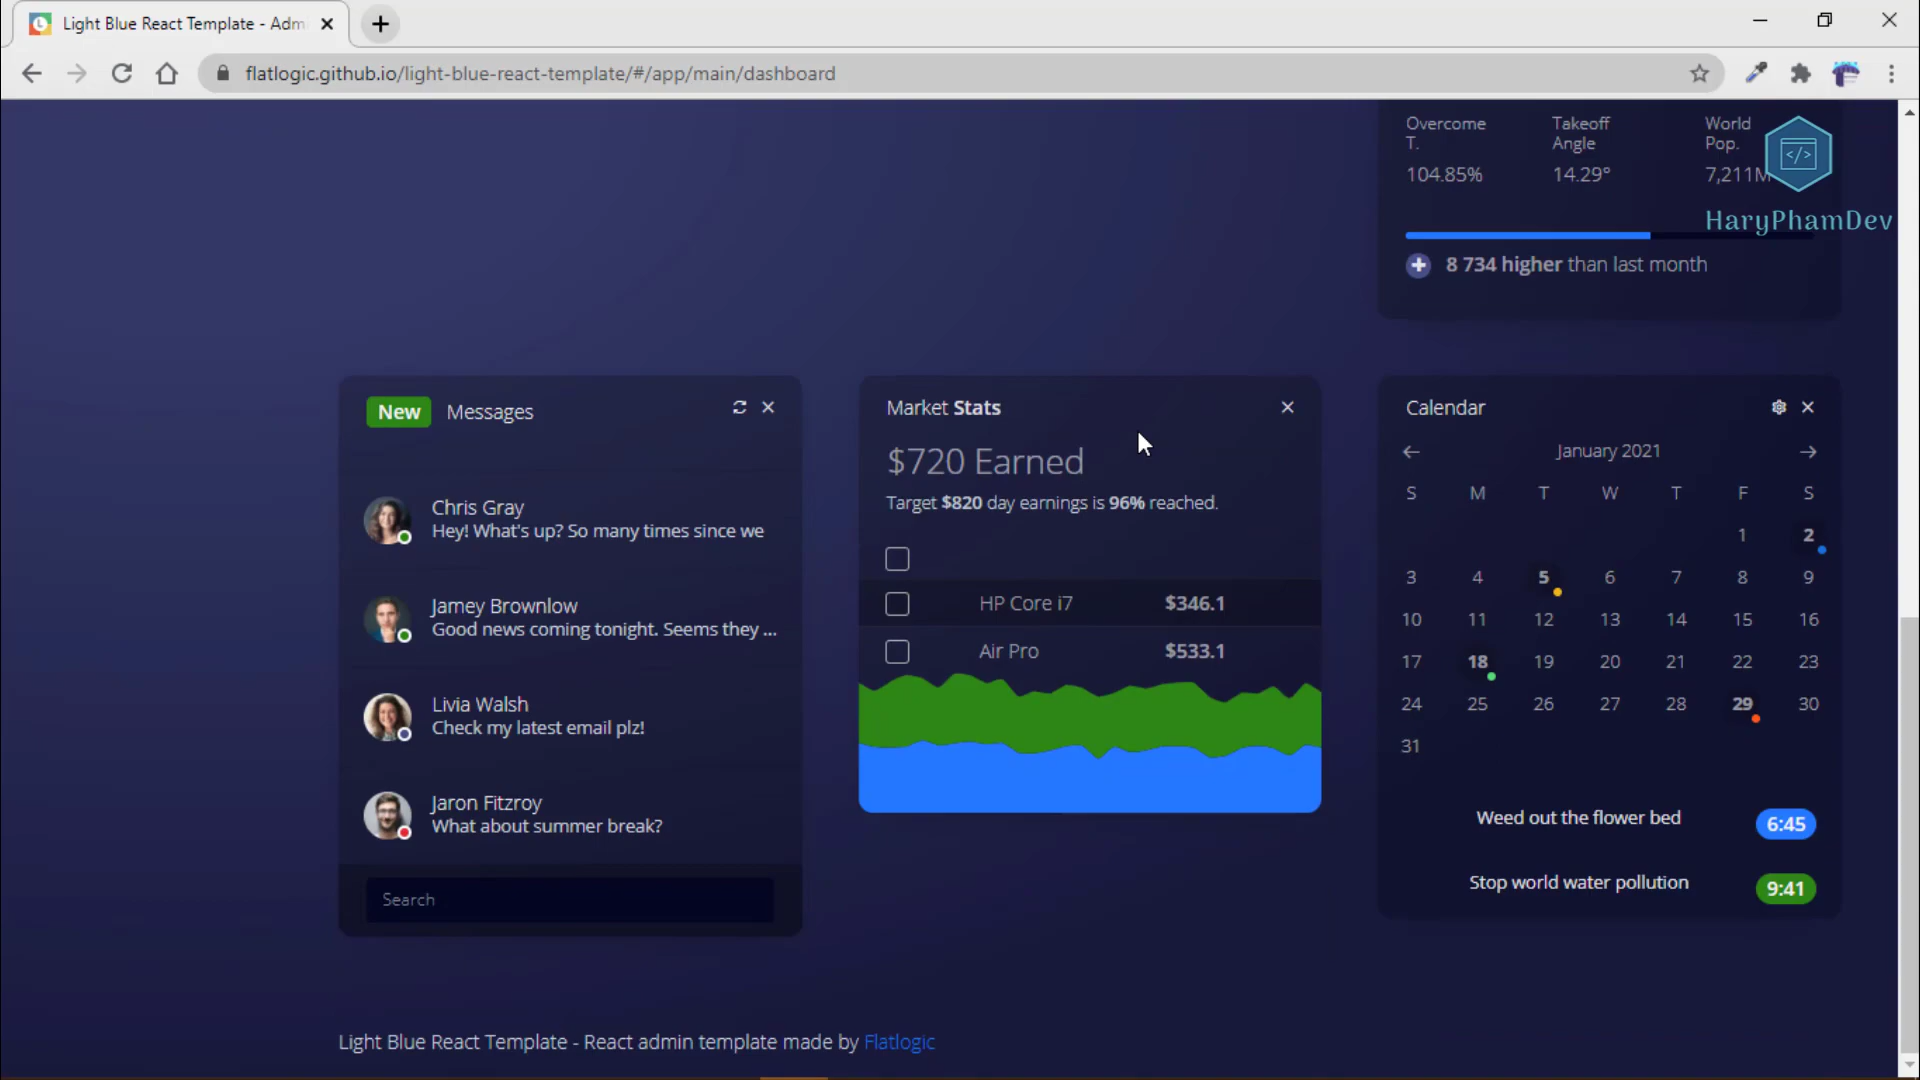 Light Blue React Template - Adm
flatlogic.github.io/light-blue-react-template/#/app/main/dashboard
Overcome T.
104.85%
Takeoff Angle
14.29°
World Pop.
7,211M
</>
HaryPhamDev
8 734 higher than last month
New Messages
Chris Gray
Hey! What's up? So many times since we
Jamey Brownlow
Good news coming tonight. Seems they ...
Livia Walsh
Check my latest email plz!
Jaron Fitzroy
What about summer break?
Search
Market Stats
$720 Earned
Target $820 day earnings is 96% reached.
HP Core i7 $346.1
Air Pro $533.1
Calendar
January 2021
S M T W T F S
1 2
3 4 5 6 7 8 9
10 11 12 13 14 15 16
17 18 19 20 21 22 23
24 25 26 27 28 29 30
31
Weed out the flower bed 6:45
Stop world water pollution 9:41
Light Blue React Template - React admin template made by Flatlogic